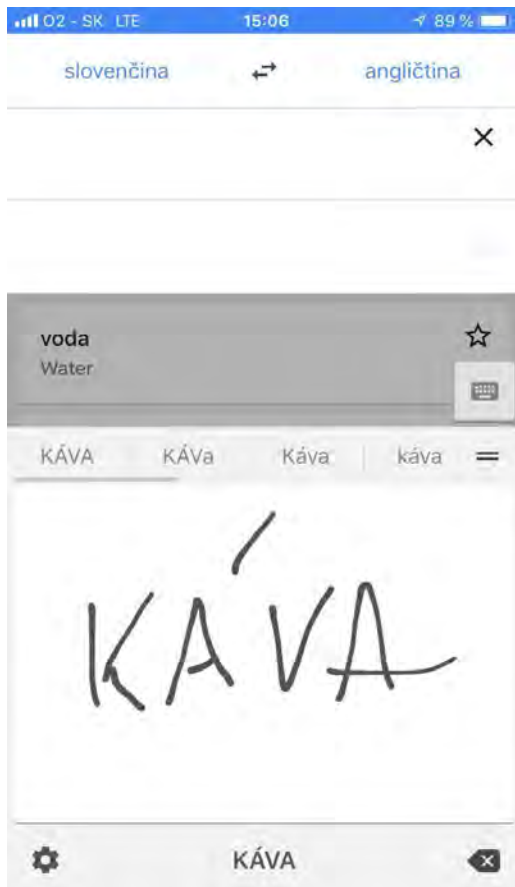 O2 - SK LTE 15:06 89 %
slovenčina angličtina
voda
Water
KÁVA KÁVa Káva káva
KÁVA
KÁVA